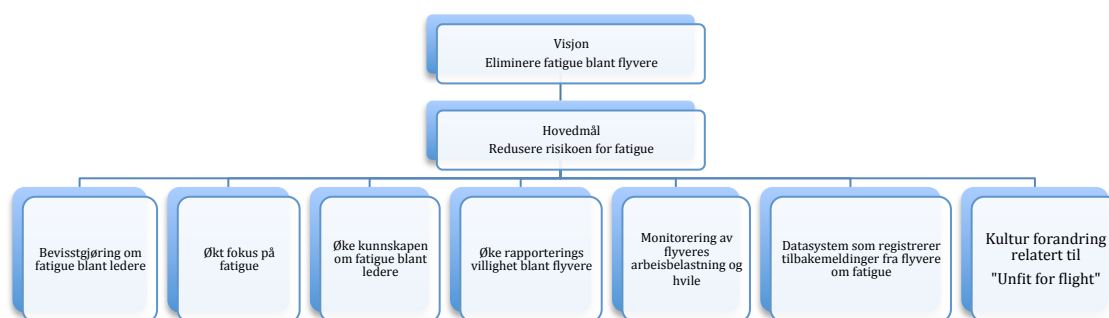 Visjon
Eliminere fatigue blant flyvere
Hovedmål
Redusere risikoen for fatigue
Bevisstgjøring om
fatigue blant ledere
Økt fokus på
fatigue
Øke kunnskapen
om fatigue blant
ledere
Øke rapporterings
villighet blant flyvere
Monitorering av
flyveres
arbeisbelastning og
hvile
Datasystem som registrerer
tilbakemeldinger fra flyvere
om fatigue
Kultur forandring
relatert til
"Unfit for flight"